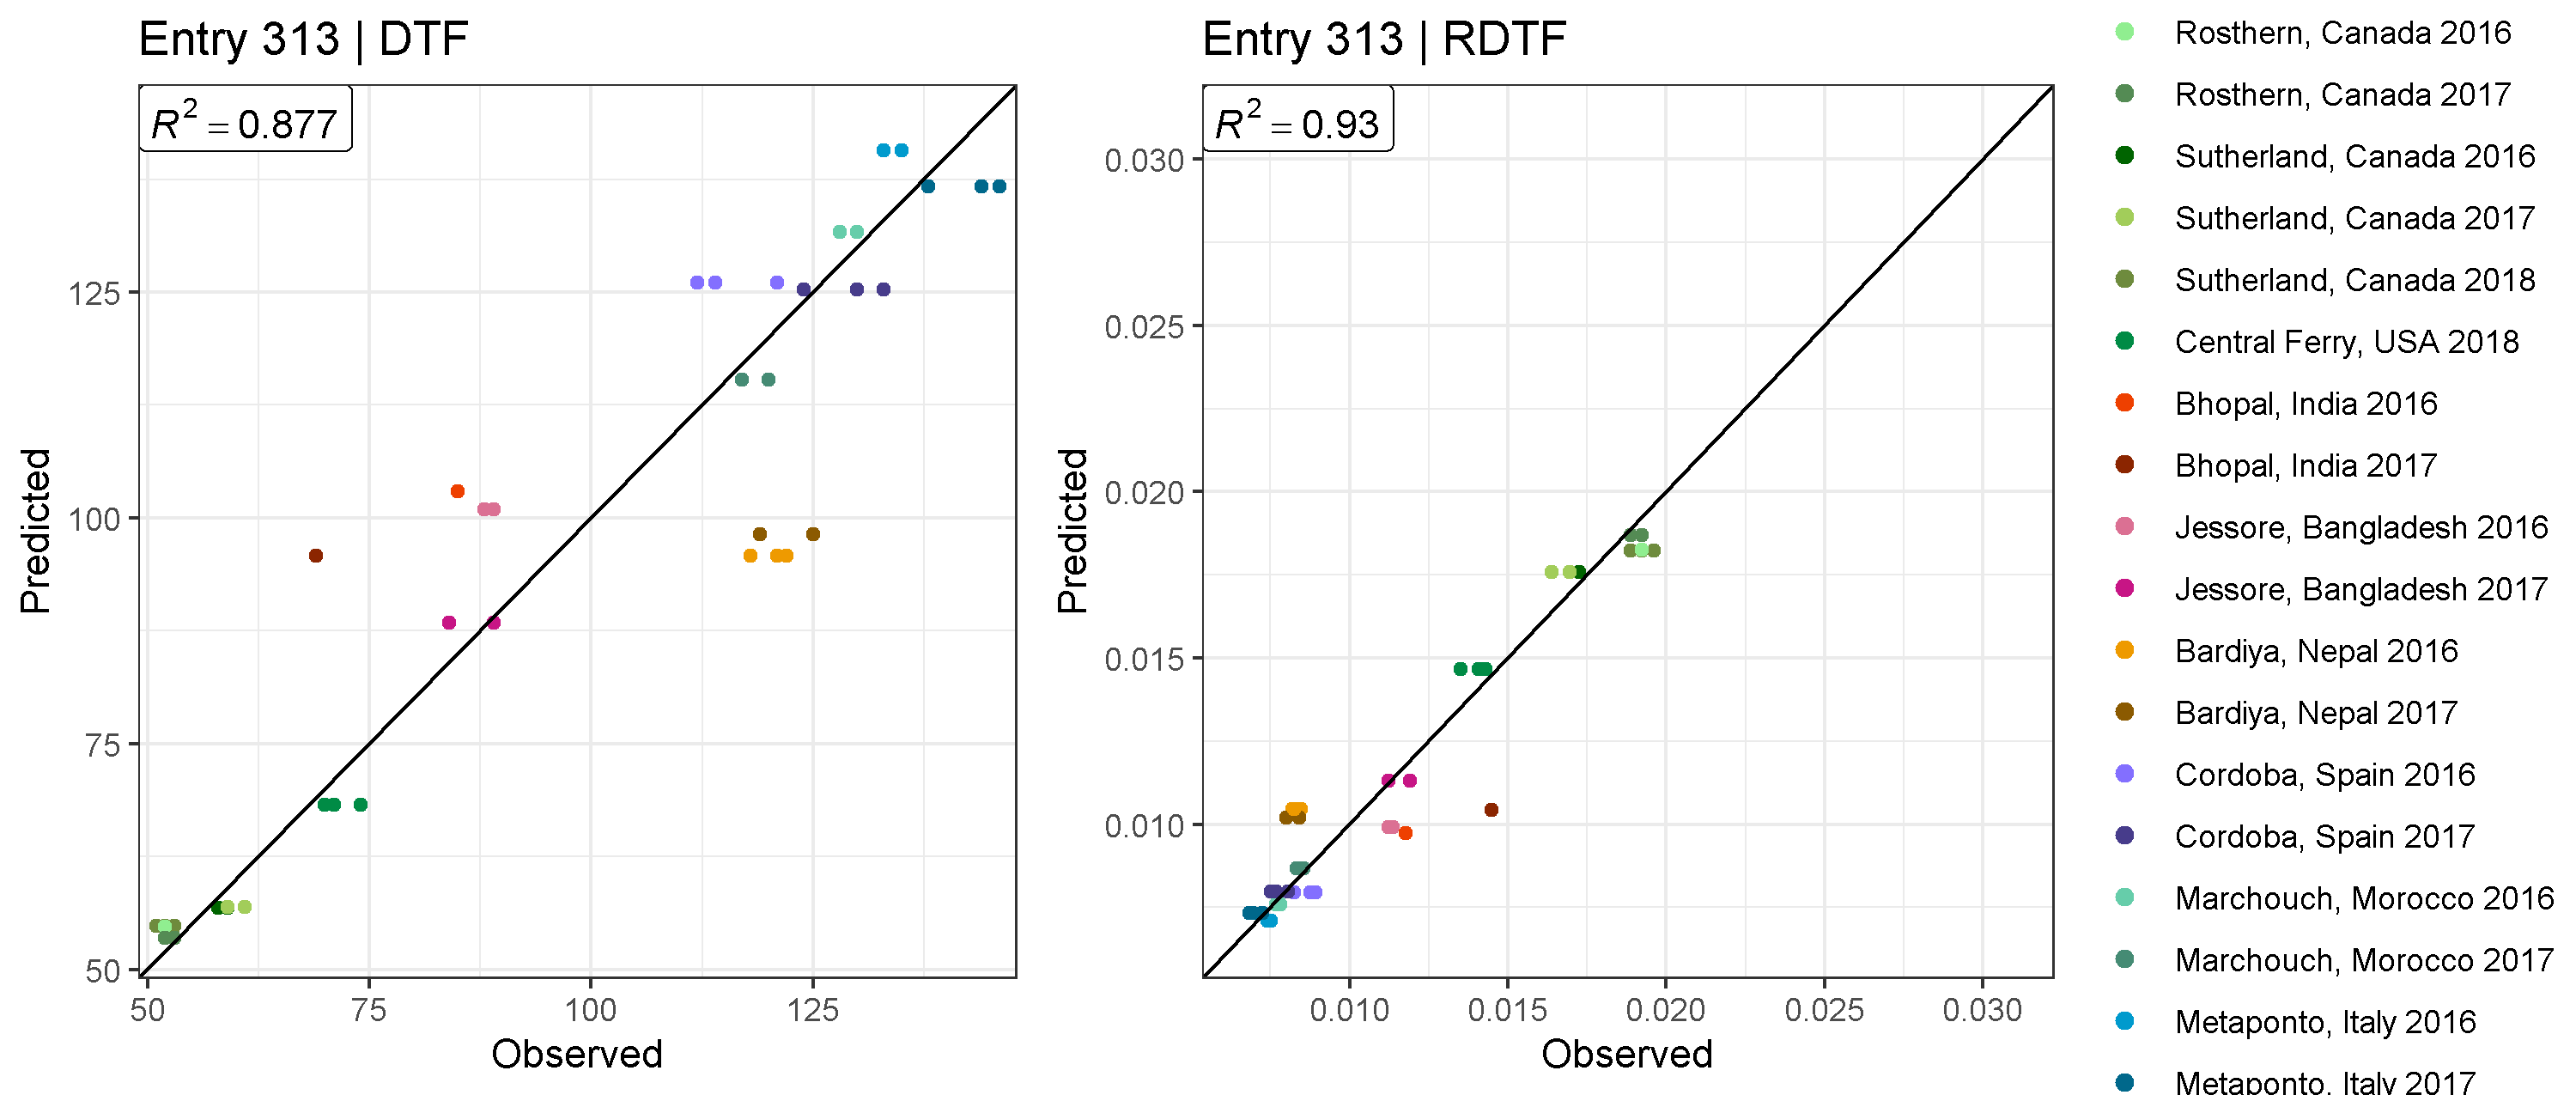 Entry 313 | DTF
R² = 0.877
125
100
75
50
50 75 100 125
Predicted
Observed
Entry 313 | RDTF
R² = 0.93
0.030
0.025
0.020
0.015
0.010
0.010 0.015 0.020 0.025 0.030
Predicted
Observed
Rosthern, Canada 2016
Rosthern, Canada 2017
Sutherland, Canada 2016
Sutherland, Canada 2017
Sutherland, Canada 2018
Central Ferry, USA 2018
Bhopal, India 2016
Bhopal, India 2017
Jessore, Bangladesh 2016
Jessore, Bangladesh 2017
Bardiya, Nepal 2016
Bardiya, Nepal 2017
Cordoba, Spain 2016
Cordoba, Spain 2017
Marchouch, Morocco 2016
Marchouch, Morocco 2017
Metaponto, Italy 2016
Metaponto, Italy 2017